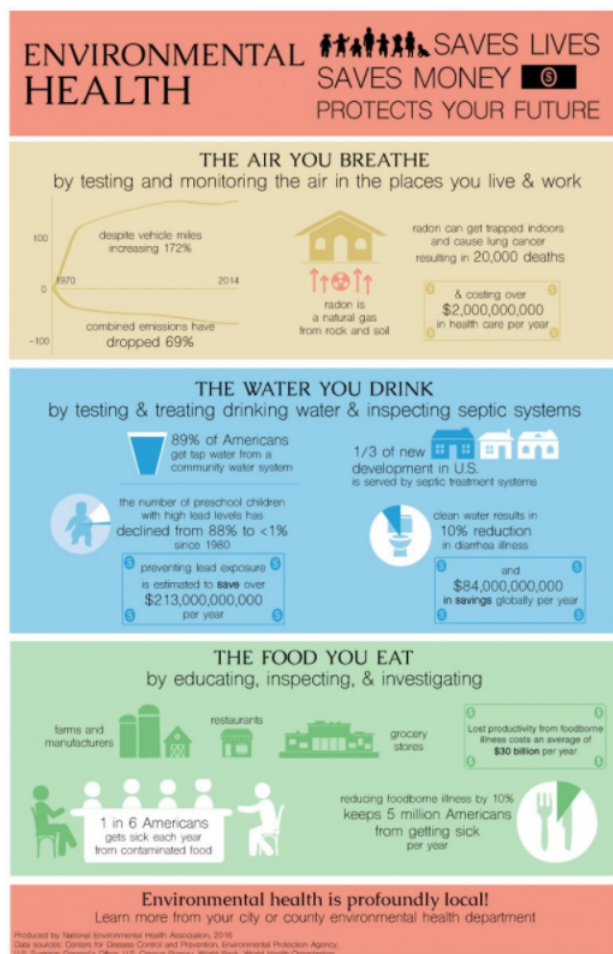 ENVIRONMENTAL
HEALTH
SAVES LIVES
SAVES MONEY
PROTECTS YOUR FUTURE
THE AIR YOU BREATHE
by testing and monitoring the air in the places you live & work
100
0
-100
1970
2014
despite vehicle miles
increasing 172%
combined emissions have
dropped 69%
radon is
a natural gas
from rock and soil
radon can get trapped indoors
and cause lung cancer
resulting in 20,000 deaths
& costing over
$2,000,000,000
in health care per year
THE WATER YOU DRINK
by testing & treating drinking water & inspecting septic systems
89% of Americans
get tap water from a
community water system
the number of preschool children
with high lead levels has
declined from 88% to <1%
since 1980
preventing lead exposure
is estimated to save over
$213,000,000,000
per year
1/3 of new
development in U.S.
is served by septic treatment systems
clean water results in
10% reduction
in diarrhea illness
and
$84,000,000,000
in savings globally per year
THE FOOD YOU EAT
by educating, inspecting, & investigating
farms and
manufacturers
restaurants
grocery
stores
Lost productivity from foodborne
illness costs an average of
$30 billion per year
1 in 6 Americans
gets sick each year
from contaminated food
reducing foodborne illness by 10%
keeps 5 million Americans
from getting sick
per year
Environmental health is profoundly local!
Learn more from your city or county environmental health department
Produced by National Environmental Health Association, 2016
Data sources: Centers for Disease Control and Prevention, Environmental Protection Agency,